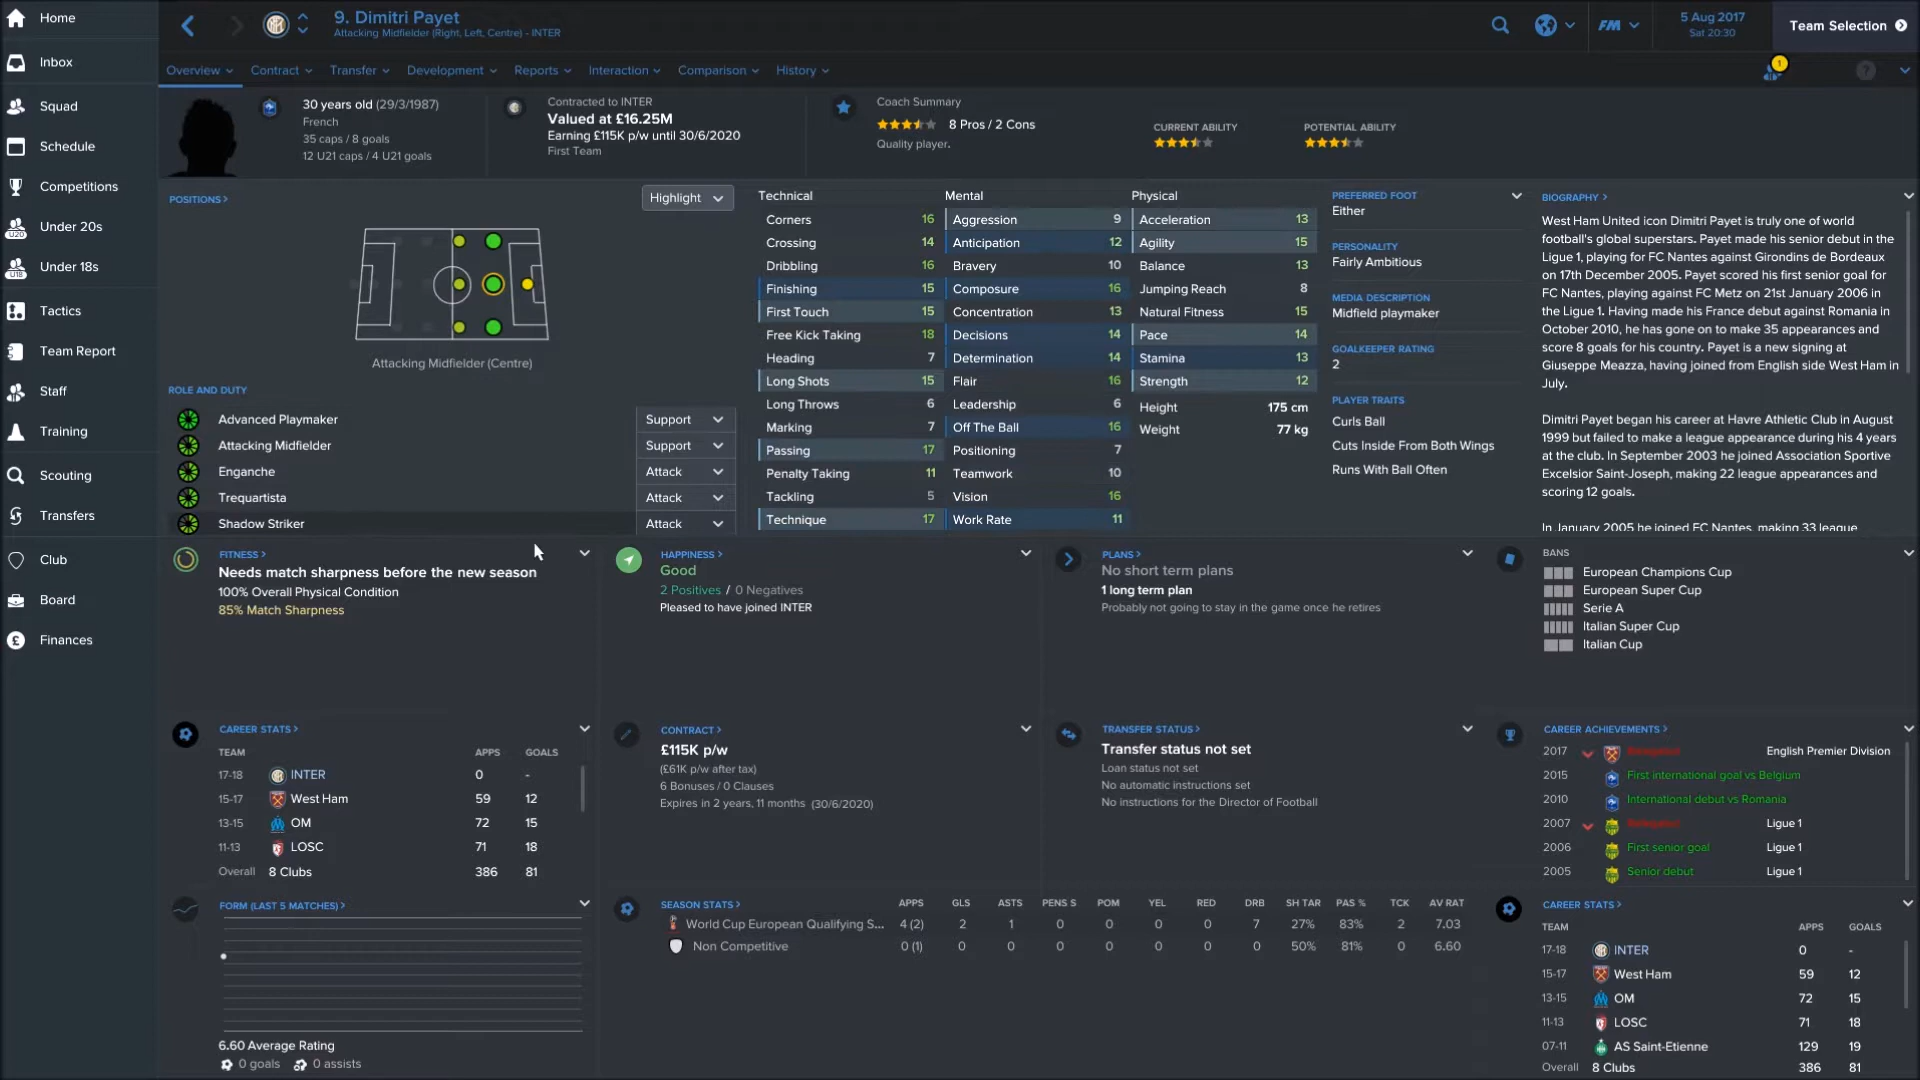 Home
Inbox
Squad
Schedule
Competitions
Under 20s
Under 18s
Tactics
Team Report
Staff
Training
Scouting
Transfers
Club
Board
Finances
9. Dimitri Payet
Attacking Midfielder (Right, Left, Centre) - INTER
FM
5 Aug 2017
Sat 20:30
Team Selection
Overview Contract Transfer Development Reports Interaction Comparison History
1
?
30 years old (29/3/1987)
French
35 caps / 8 goals
12 U21 caps / 4 U21 goals
Contracted to INTER
Valued at £16.25M
Earning £115K p/w until 30/6/2020
First Team
Coach Summary
8 Pros / 2 Cons
Quality player.
CURRENT ABILITY
POTENTIAL ABILITY
POSITIONS >
Highlight
Attacking Midfielder (Centre)
ROLE AND DUTY
Advanced Playmaker Support
Attacking Midfielder Support
Enganche Attack
Trequartista Attack
Shadow Striker Attack
Technical
Corners 16
Crossing 14
Dribbling 16
Finishing 15
First Touch 15
Free Kick Taking 18
Heading 7
Long Shots 15
Long Throws 6
Marking 7
Passing 17
Penalty Taking 11
Tackling 5
Technique 17
Mental
Aggression 9
Anticipation 12
Bravery 10
Composure 16
Concentration 13
Decisions 14
Determination 14
Flair 16
Leadership 6
Off The Ball 16
Positioning 7
Teamwork 10
Vision 16
Work Rate 11
Physical
Acceleration 13
Agility 15
Balance 13
Jumping Reach 8
Natural Fitness 15
Pace 14
Stamina 13
Strength 12
Height 175 cm
Weight 77 kg
PREFERRED FOOT
Either
PERSONALITY
Fairly Ambitious
MEDIA DESCRIPTION
Midfield playmaker
GOALKEEPER RATING
2
PLAYER TRAITS
Curls Ball
Cuts Inside From Both Wings
Runs With Ball Often
BIOGRAPHY >
West Ham United icon Dimitri Payet is truly one of world
football's global superstars. Payet made his senior debut in the
Ligue 1, playing for FC Nantes against Girondins de Bordeaux
on 17th December 2005. Payet scored his first senior goal for
FC Nantes, playing against FC Metz on 21st January 2006 in
the Ligue 1. Having made his France debut against Romania in
October 2010, he has gone on to make 35 appearances and
score 8 goals for his country. Payet is a new signing at
Giuseppe Meazza, having joined from English side West Ham in
July.
Dimitri Payet began his career at Havre Athletic Club in August
1999 but failed to make a league appearance during his 4 years
at the club. In September 2003 he joined Association Sportive
Excelsior Saint-Joseph, making 22 league appearances and
scoring 12 goals.
In January 2005 he joined FC Nantes, making 33 league
FITNESS >
Needs match sharpness before the new season
100% Overall Physical Condition
85% Match Sharpness
HAPPINESS >
Good
2 Positives / 0 Negatives
Pleased to have joined INTER
PLANS >
No short term plans
1 long term plan
Probably not going to stay in the game once he retires
BANS
European Champions Cup
European Super Cup
Serie A
Italian Super Cup
Italian Cup
CAREER STATS >
TEAM APPS GOALS
17-18 INTER 0 -
15-17 West Ham 59 12
13-15 OM 72 15
11-13 LOSC 71 18
Overall 8 Clubs 386 81
CONTRACT >
£115K p/w
(£61K p/w after tax)
6 Bonuses / 0 Clauses
Expires in 2 years, 11 months (30/6/2020)
TRANSFER STATUS >
Transfer status not set
Loan status not set
No automatic instructions set
No instructions for the Director of Football
CAREER ACHIEVEMENTS >
2017 English Premier Division
2015 First international goal vs Belgium
2010 International debut vs Romania
2007 Ligue 1
2006 First senior goal Ligue 1
2005 Senior debut Ligue 1
FORM (LAST 5 MATCHES) >
6.60 Average Rating
0 goals 0 assists
SEASON STATS > APPS GLS ASTS PENS S POM YEL RED DRB SH TAR PAS % TCK AV RAT
World Cup European Qualifying S... 4 (2) 2 1 0 0 0 0 7 27% 83% 2 7.03
Non Competitive 0 (1) 0 0 0 0 0 0 0 50% 81% 0 6.60
CAREER STATS >
TEAM APPS GOALS
17-18 INTER 0 -
15-17 West Ham 59 12
13-15 OM 72 15
11-13 LOSC 71 18
07-11 AS Saint-Etienne 129 19
Overall 8 Clubs 386 81